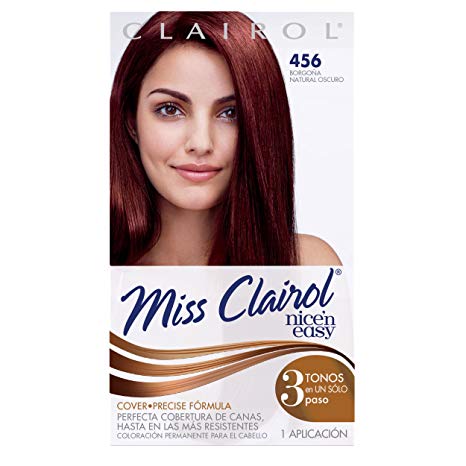 CLAIROL
456
BORGOÑA
NATURAL OSCURO
Miss Clairol®
nice'n
easy
3 TONOS
en UN SÓLO
paso
COVER•PRECISE FÓRMULA
PERFECTA COBERTURA DE CANAS,
HASTA EN LAS MÁS RESISTENTES
COLORACIÓN PERMANENTE PARA EL CABELLO
1 APLICACIÓN